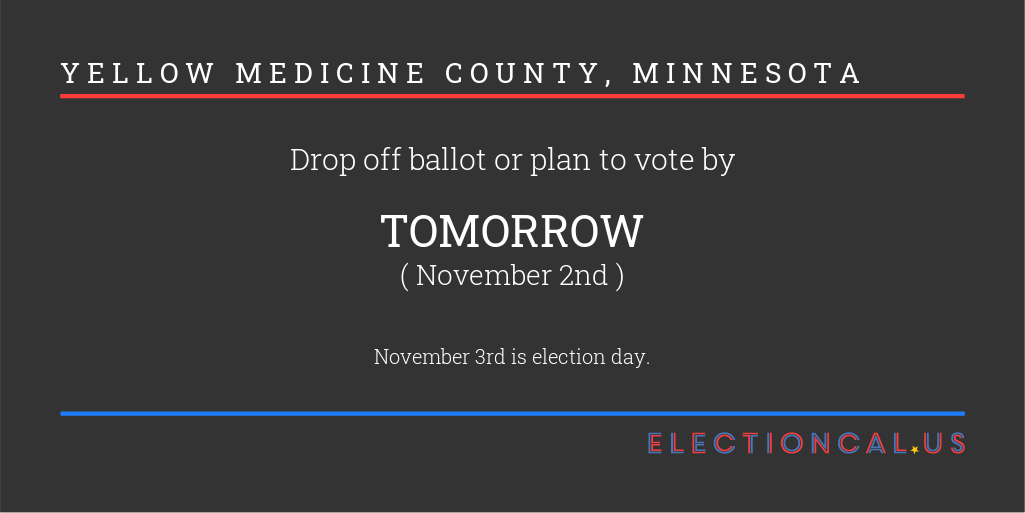 YELLOW MEDICINE COUNTY, MINNESOTA
Drop off ballot or plan to vote by
TOMORROW
( November 2nd )
November 3rd is election day.
ELECTIONCAL.US